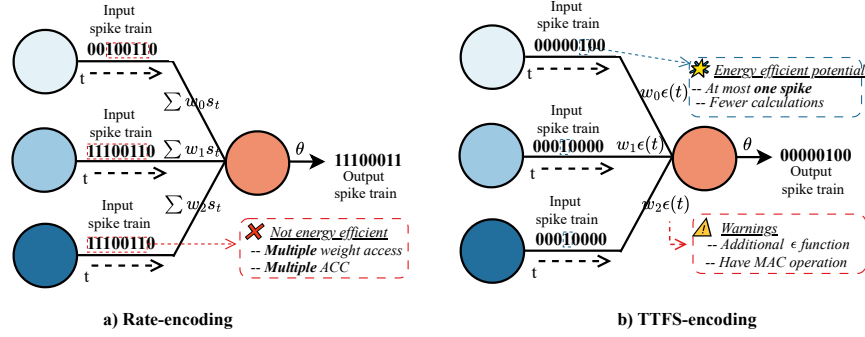 Input
spike train
00100110
t
∑ w₀sₜ
Input
spike train
11100110
t
∑ w₁sₜ
θ
11100011
Output
spike train
∑ w₂sₜ
Input
spike train
11100110
t
Not energy efficient
-- Multiple weight access
-- Multiple ACC
a) Rate-encoding
Input
spike train
00000100
t
Energy efficient potential
-- At most one spike
-- Fewer calculations
w₀ϵ(t)
Input
spike train
00010000
t
w₁ϵ(t)
θ
00000100
Output
spike train
w₂ϵ(t)
Input
spike train
00010000
t
Warnings
-- Additional ϵ function
-- Have MAC operation
b) TTFS-encoding